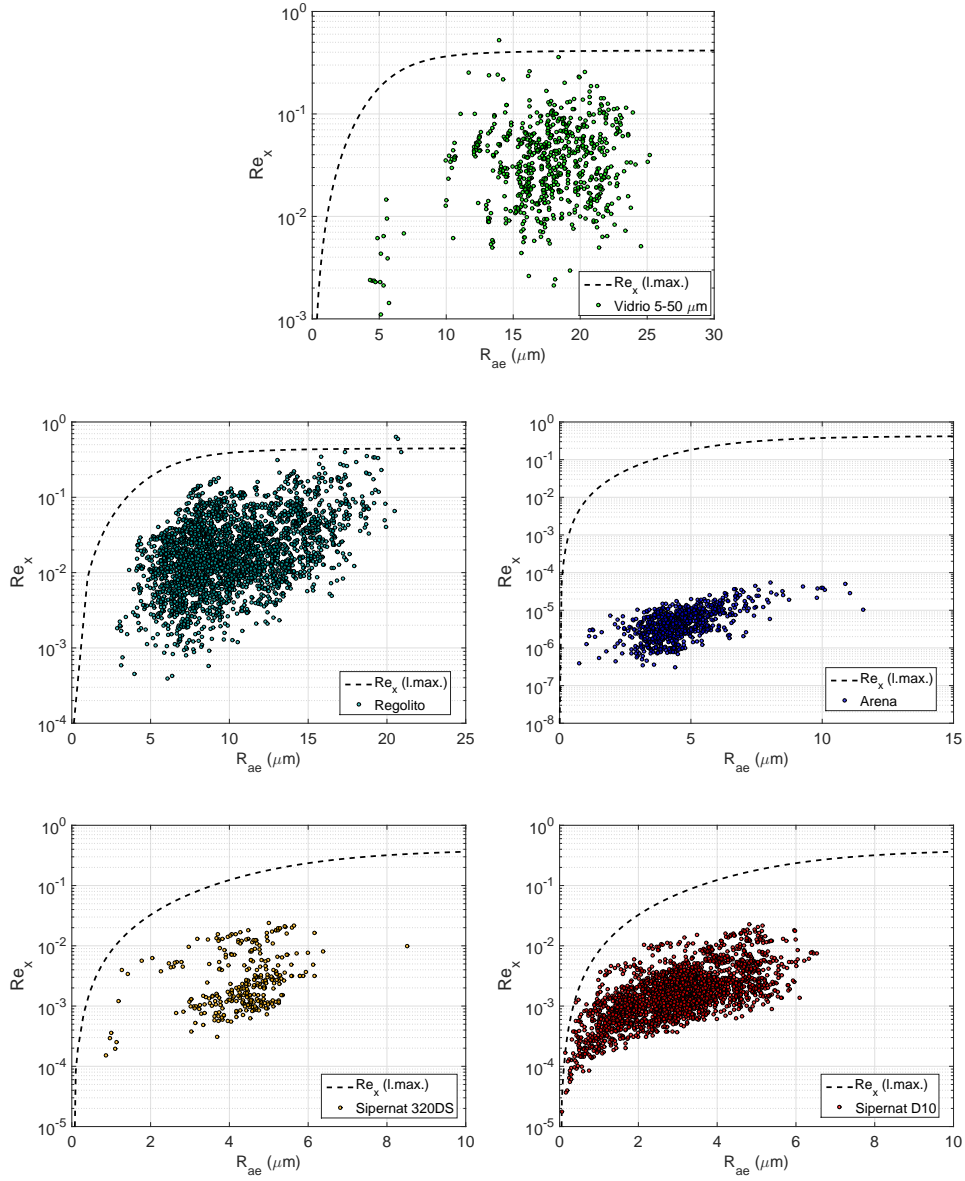 10^0
10^-1
10^-2
10^-3
Re_x
0 5 10 15 20 25 30
R_ae (μm)
Re_x (l.max.)
Vidrio 5-50 μm
10^0
10^-1
10^-2
10^-3
10^-4
Re_x
0 5 10 15 20 25
R_ae (μm)
Re_x (l.max.)
Regolito
10^0
10^-1
10^-2
10^-3
10^-4
10^-5
10^-6
10^-7
10^-8
Re_x
0 5 10 15
R_ae (μm)
Re_x (l.max.)
Arena
10^0
10^-1
10^-2
10^-3
10^-4
10^-5
Re_x
0 2 4 6 8 10
R_ae (μm)
Re_x (l.max.)
Sipernat 320DS
10^0
10^-1
10^-2
10^-3
10^-4
10^-5
Re_x
0 2 4 6 8 10
R_ae (μm)
Re_x (l.max.)
Sipernat D10